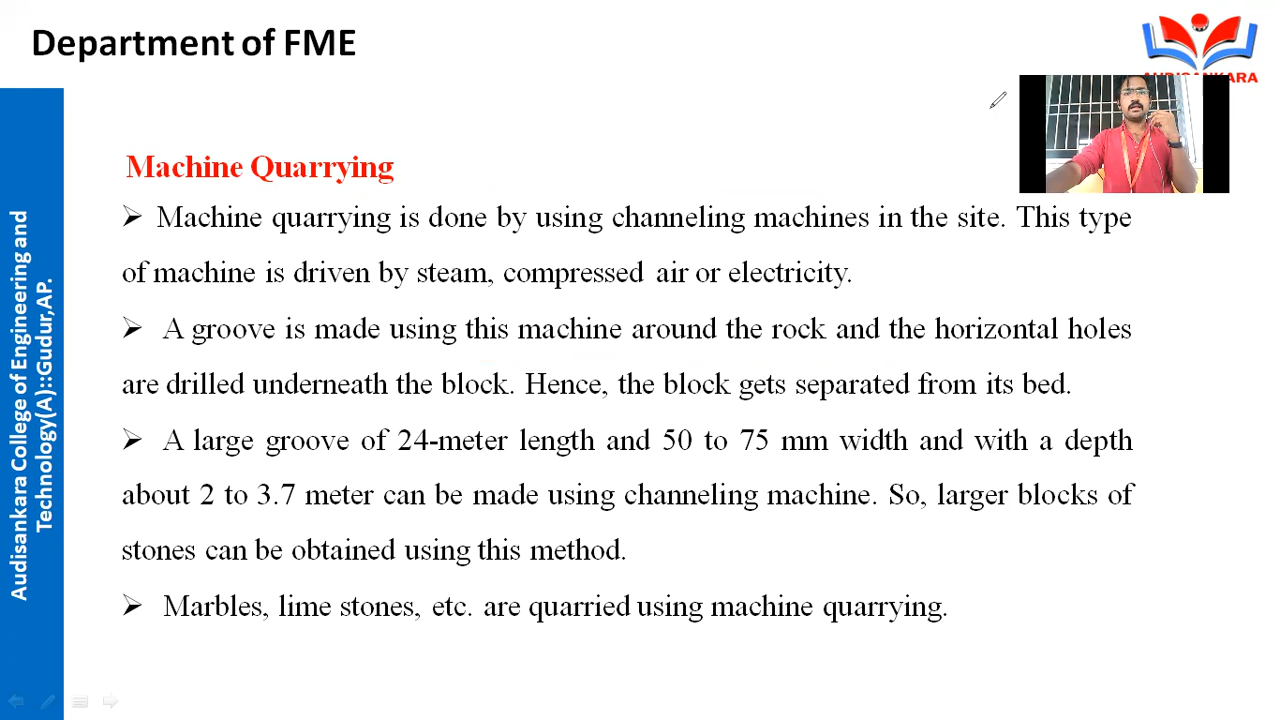 Department of FME
AUDISANKARA
Audisankara College of Engineering and
Technology(A)::Gudur,AP.
Machine Quarrying
➢ Machine quarrying is done by using channeling machines in the site. This type
of machine is driven by steam, compressed air or electricity.
➢ A groove is made using this machine around the rock and the horizontal holes
are drilled underneath the block. Hence, the block gets separated from its bed.
➢ A large groove of 24-meter length and 50 to 75 mm width and with a depth
about 2 to 3.7 meter can be made using channeling machine. So, larger blocks of
stones can be obtained using this method.
➢ Marbles, lime stones, etc. are quarried using machine quarrying.